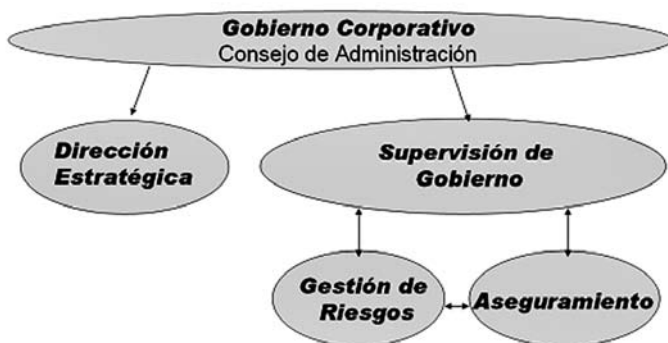 Gobierno Corporativo
Consejo de Administración
Dirección
Estratégica
Supervisión de
Gobierno
Gestión de
Riesgos
Aseguramiento